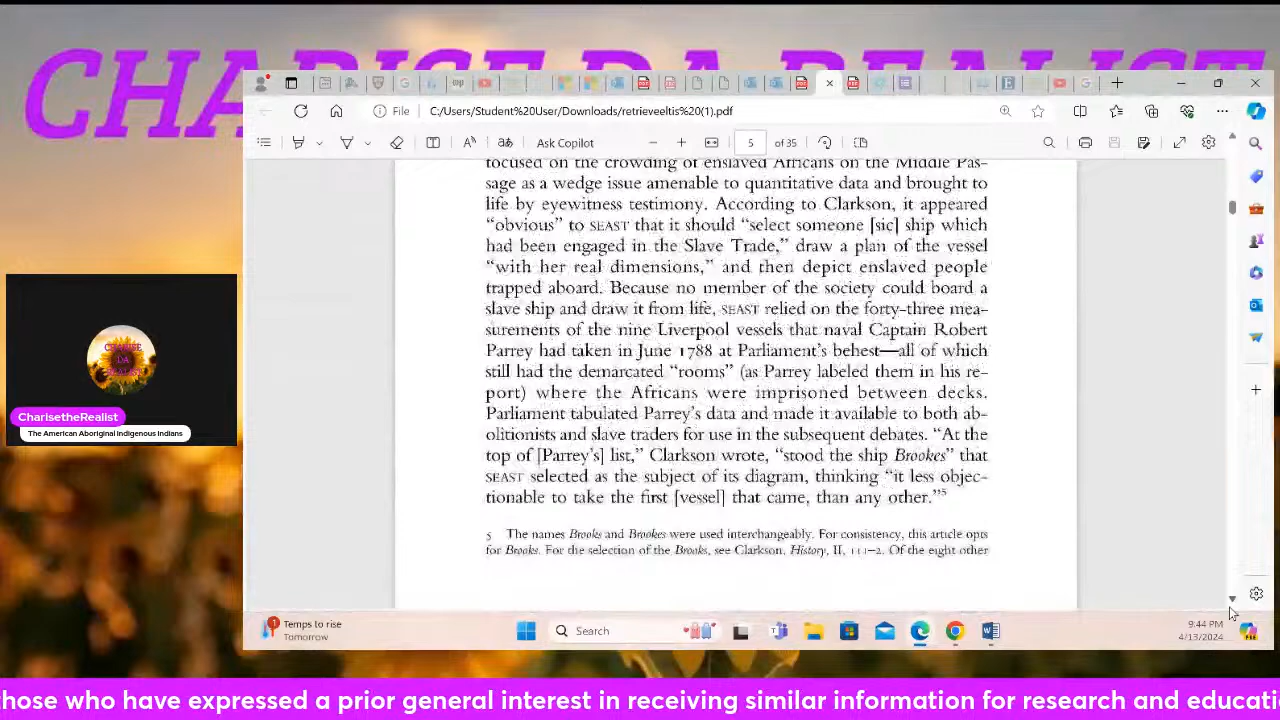 CHARISE DA REALIST
File
C:/Users/Student%20User/Downloads/retrieveeltis%20(1).pdf
Ask Copilot
5
of 35
focused on the crowding of enslaved Africans on the Middle Pas-
sage as a wedge issue amenable to quantitative data and brought to
life by eyewitness testimony. According to Clarkson, it appeared
“obvious” to SEAST that it should “select someone [sic] ship which
had been engaged in the Slave Trade,” draw a plan of the vessel
“with her real dimensions,” and then depict enslaved people
trapped aboard. Because no member of the society could board a
slave ship and draw it from life, SEAST relied on the forty-three mea-
surements of the nine Liverpool vessels that naval Captain Robert
Parrey had taken in June 1788 at Parliament’s behest—all of which
still had the demarcated “rooms” (as Parrey labeled them in his re-
port) where the Africans were imprisoned between decks.
Parliament tabulated Parrey’s data and made it available to both ab-
olitionists and slave traders for use in the subsequent debates. “At the
top of [Parrey’s] list,” Clarkson wrote, “stood the ship Brookes” that
SEAST selected as the subject of its diagram, thinking “it less objec-
tionable to take the first [vessel] that came, than any other.”5
5 The names Brooks and Brookes were used interchangeably. For consistency, this article opts
for Brooks. For the selection of the Brooks, see Clarkson, History, II, 111–2. Of the eight other
CHARISE
DA
REALIST
CharisetheRealist
The American Aboriginal Indigenous Indians
1
Temps to rise
Tomorrow
Search
9:44 PM
4/13/2024
hose who have expressed a prior general interest in receiving similar information for research and educati